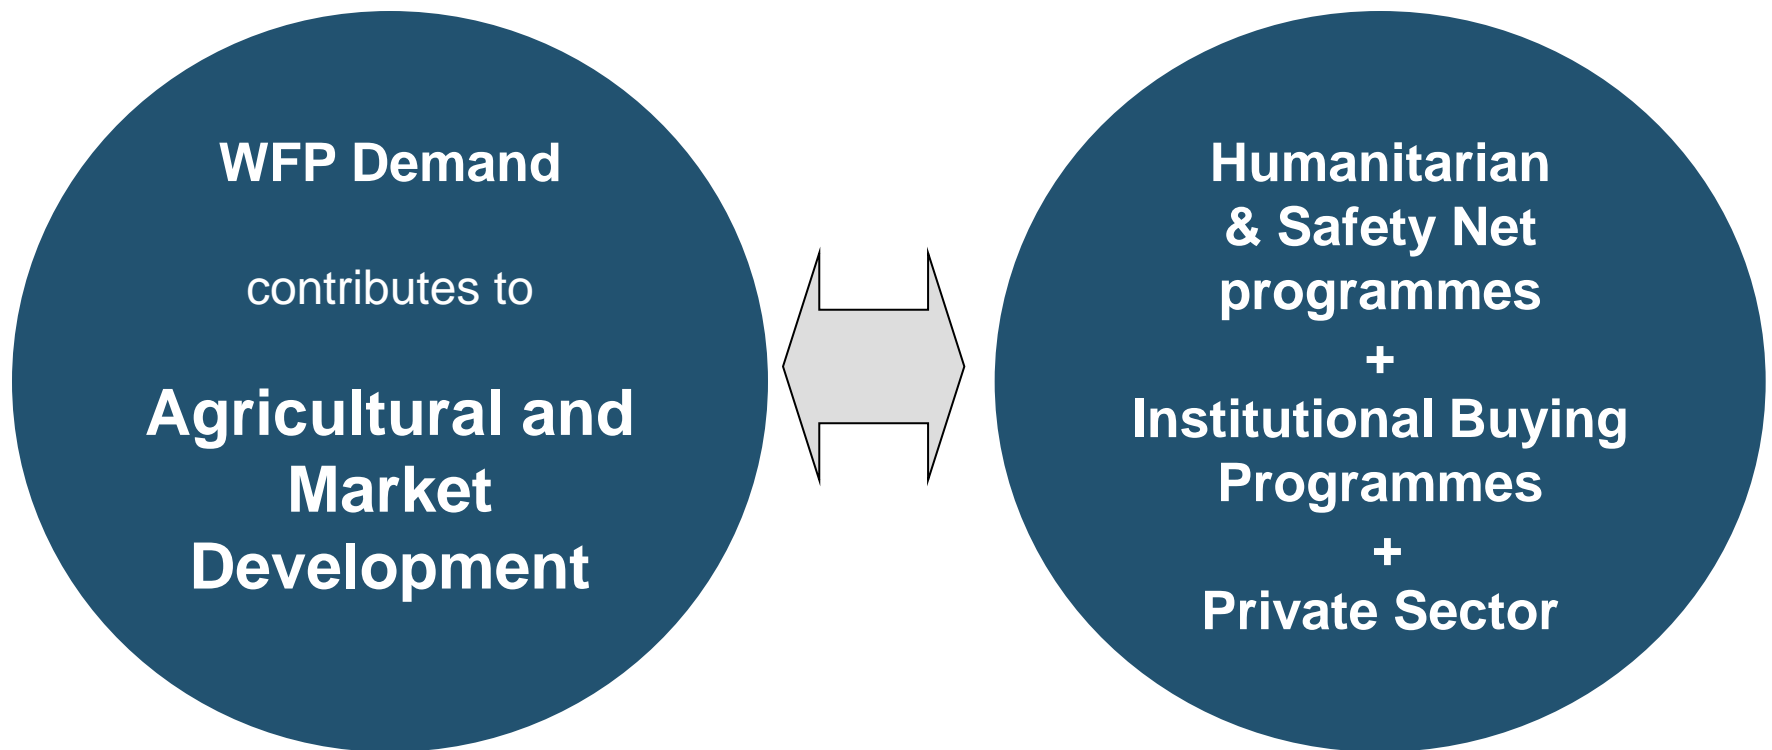 WFP Demand
contributes to
Agricultural and
Market
Development
Humanitarian
& Safety Net
programmes
+
Institutional Buying
Programmes
+
Private Sector